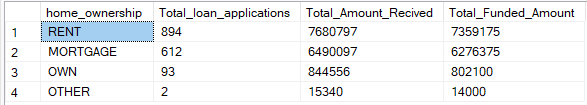 home_ownership Total_loan_applications Total_Amount_Recived Total_Funded_Amount
1 RENT 894 7680797 7359175
2 MORTGAGE 612 6490097 6276375
3 OWN 93 844556 802100
4 OTHER 2 15340 14000